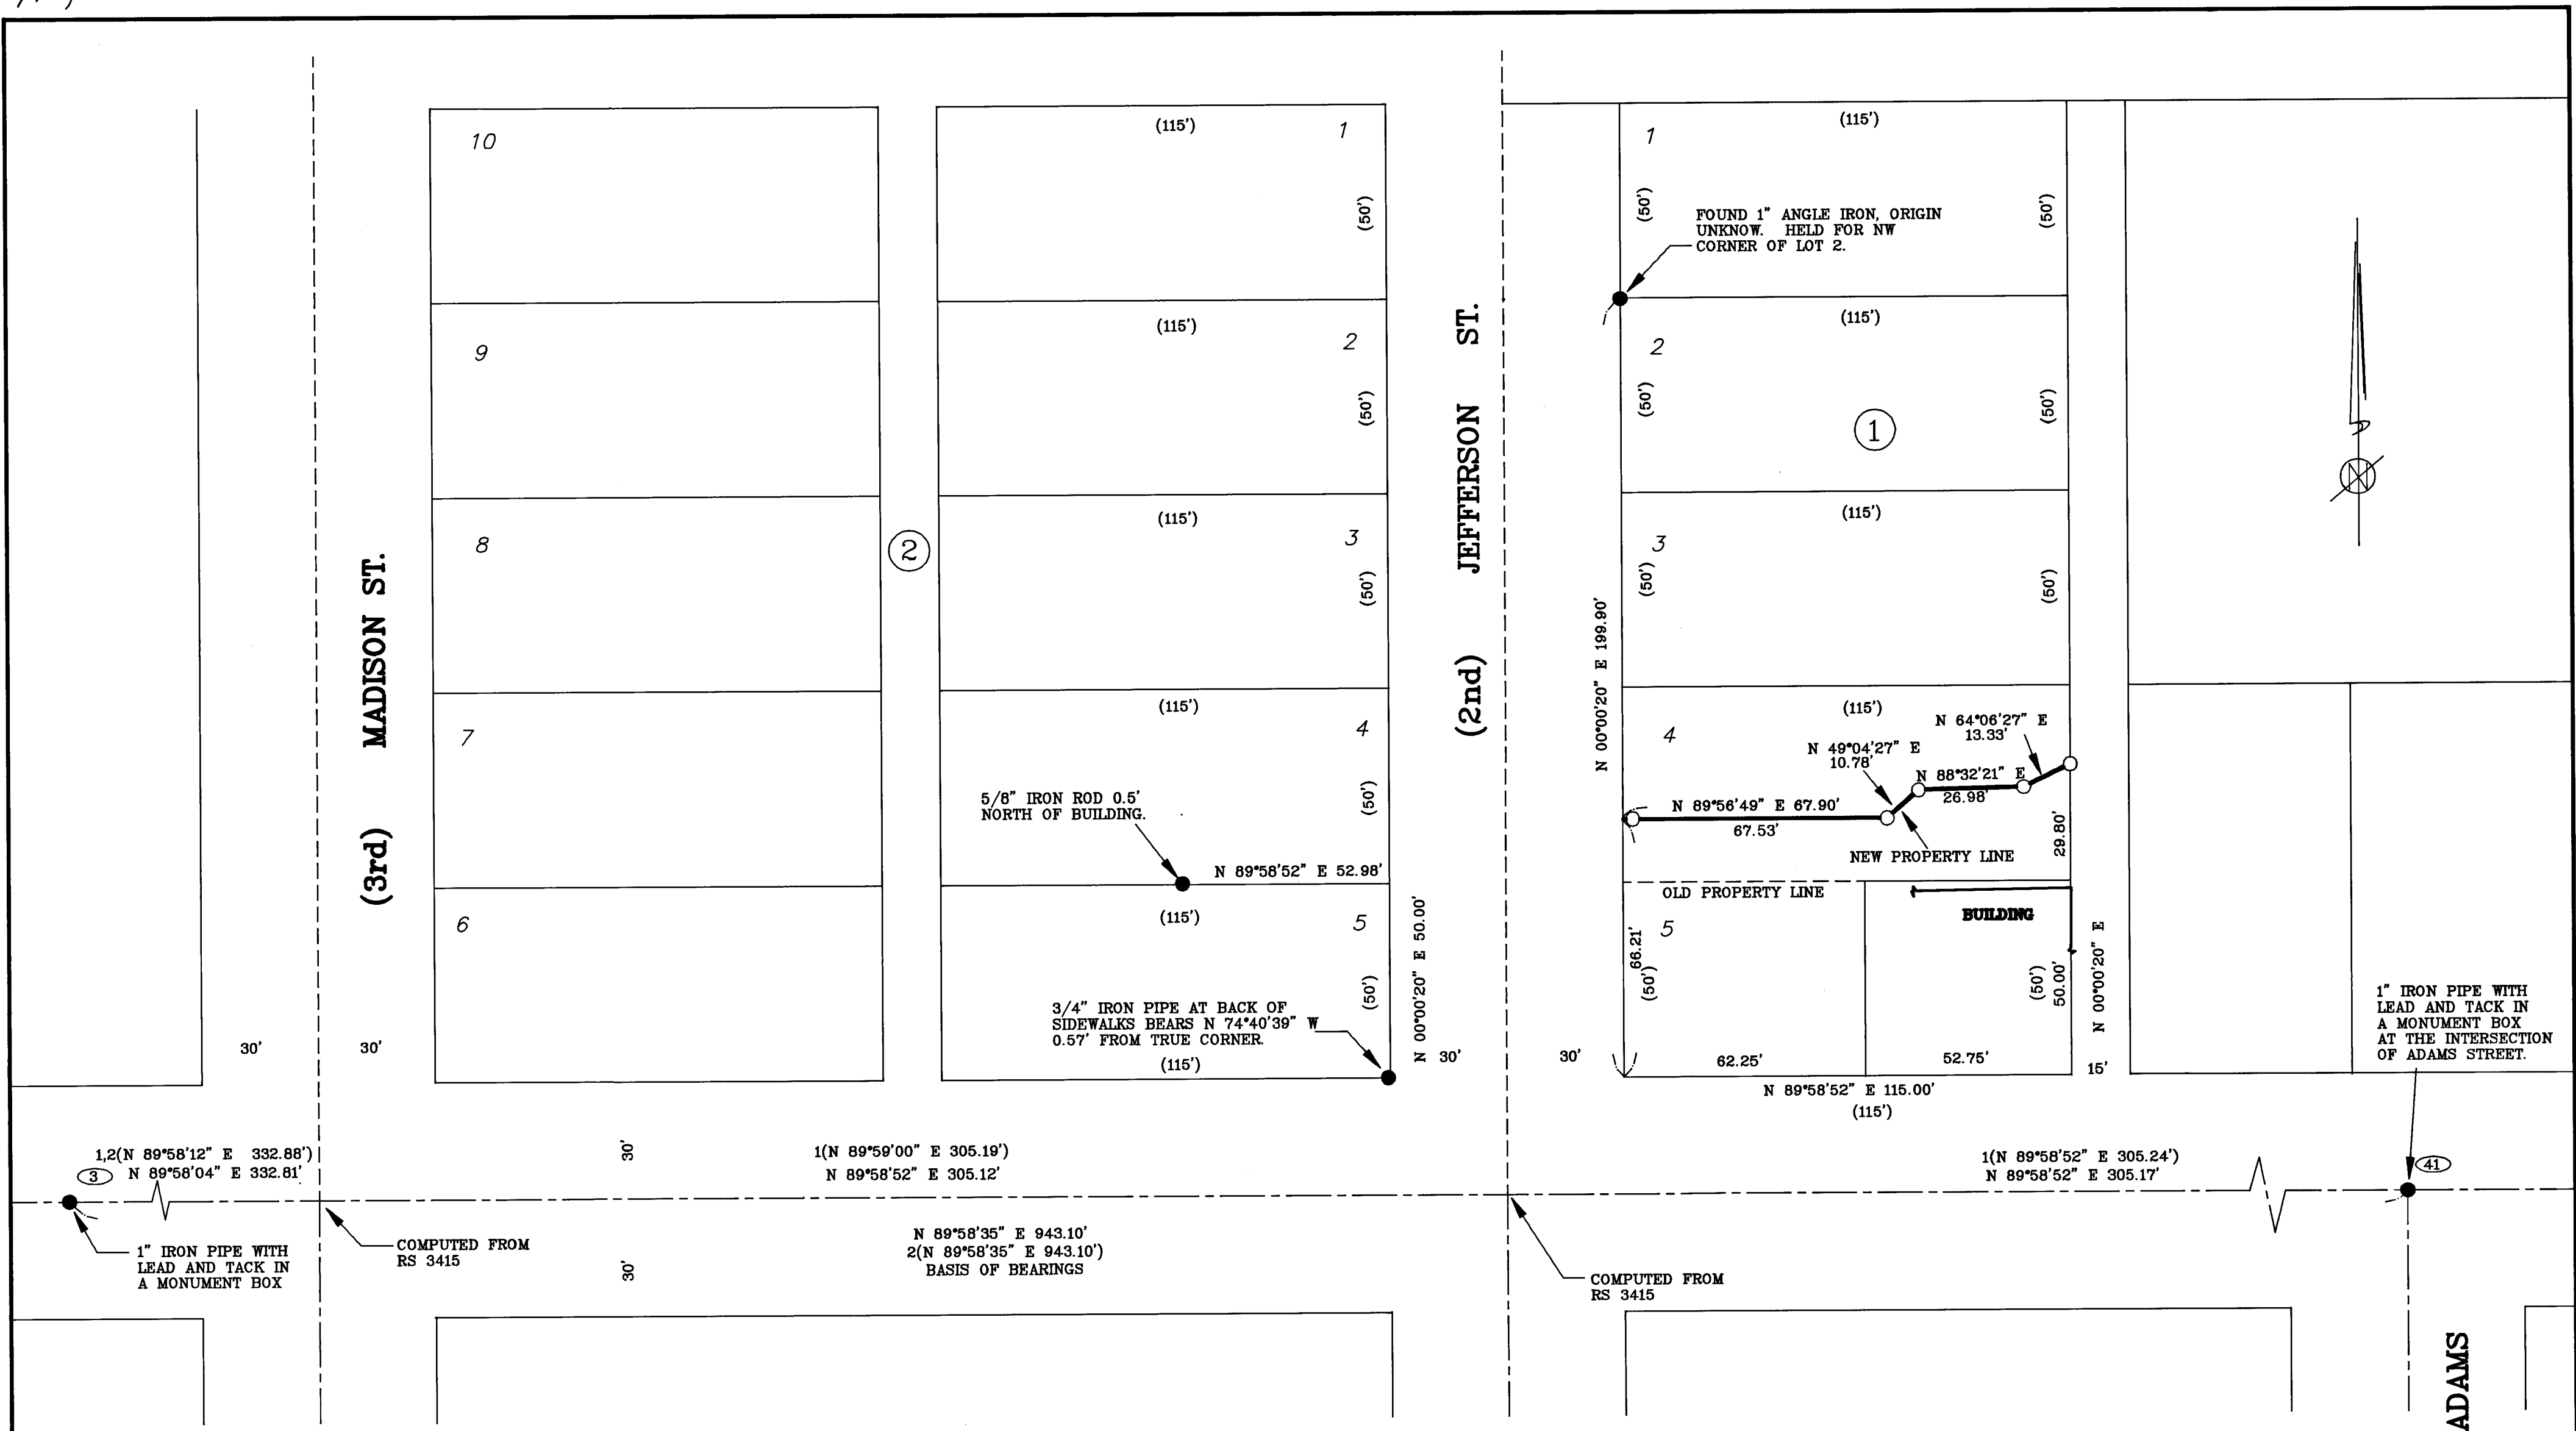 10
9
8
7
6
2
(115')
1
(50')
(115')
2
(50')
(115')
3
(50')
(115')
4
(50')
5/8" IRON ROD 0.5'
NORTH OF BUILDING.
N 89°58'52" E 52.98'
(115')
5
(50')
3/4" IRON PIPE AT BACK OF
SIDEWALKS BEARS N 74°40'39" W
0.57' FROM TRUE CORNER.
(115')
N 00°00'20" E 50.00'
MADISON ST.
(3rd)
30'
30'
JEFFERSON ST.
(2nd)
30'
30'
N 00°00'20" E 199.90'
(115')
1
(50')
(50')
FOUND 1" ANGLE IRON, ORIGIN
UNKNOW. HELD FOR NW
CORNER OF LOT 2.
(115')
2
(50')
(50')
1
(115')
3
(50')
(50')
(115')
4
N 64°06'27" E
13.33'
N 49°04'27" E
10.78'
N 88°32'21" E
26.98'
N 89°56'49" E 67.90'
67.53'
29.80'
NEW PROPERTY LINE
OLD PROPERTY LINE
BUILDING
5
66.21'
(50')
(50')
50.00'
N 00°00'20" E
62.25'
52.75'
15'
N 89°58'52" E 115.00'
(115')
N
1" IRON PIPE WITH
LEAD AND TACK IN
A MONUMENT BOX
AT THE INTERSECTION
OF ADAMS STREET.
1,2(N 89°58'12" E 332.88')
3
N 89°58'04" E 332.81'
30'
1(N 89°59'00" E 305.19')
N 89°58'52" E 305.12'
1(N 89°58'52" E 305.24')
N 89°58'52" E 305.17'
41
1" IRON PIPE WITH
LEAD AND TACK IN
A MONUMENT BOX
COMPUTED FROM
RS 3415
30'
N 89°58'35" E 943.10'
2(N 89°58'35" E 943.10')
BASIS OF BEARINGS
COMPUTED FROM
RS 3415
ADAMS